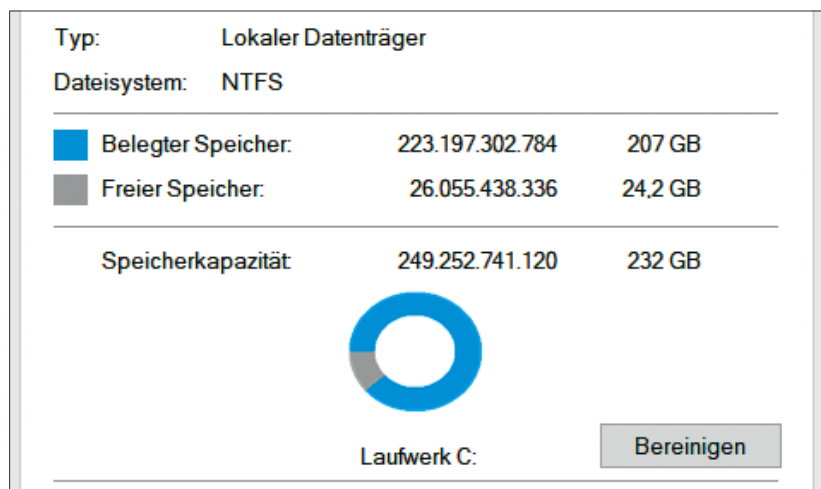 Typ: Lokaler Datenträger
Dateisystem: NTFS
Belegter Speicher: 223.197.302.784 207 GB
Freier Speicher: 26.055.438.336 24,2 GB
Speicherkapazität: 249.252.741.120 232 GB
Laufwerk C:
Bereinigen